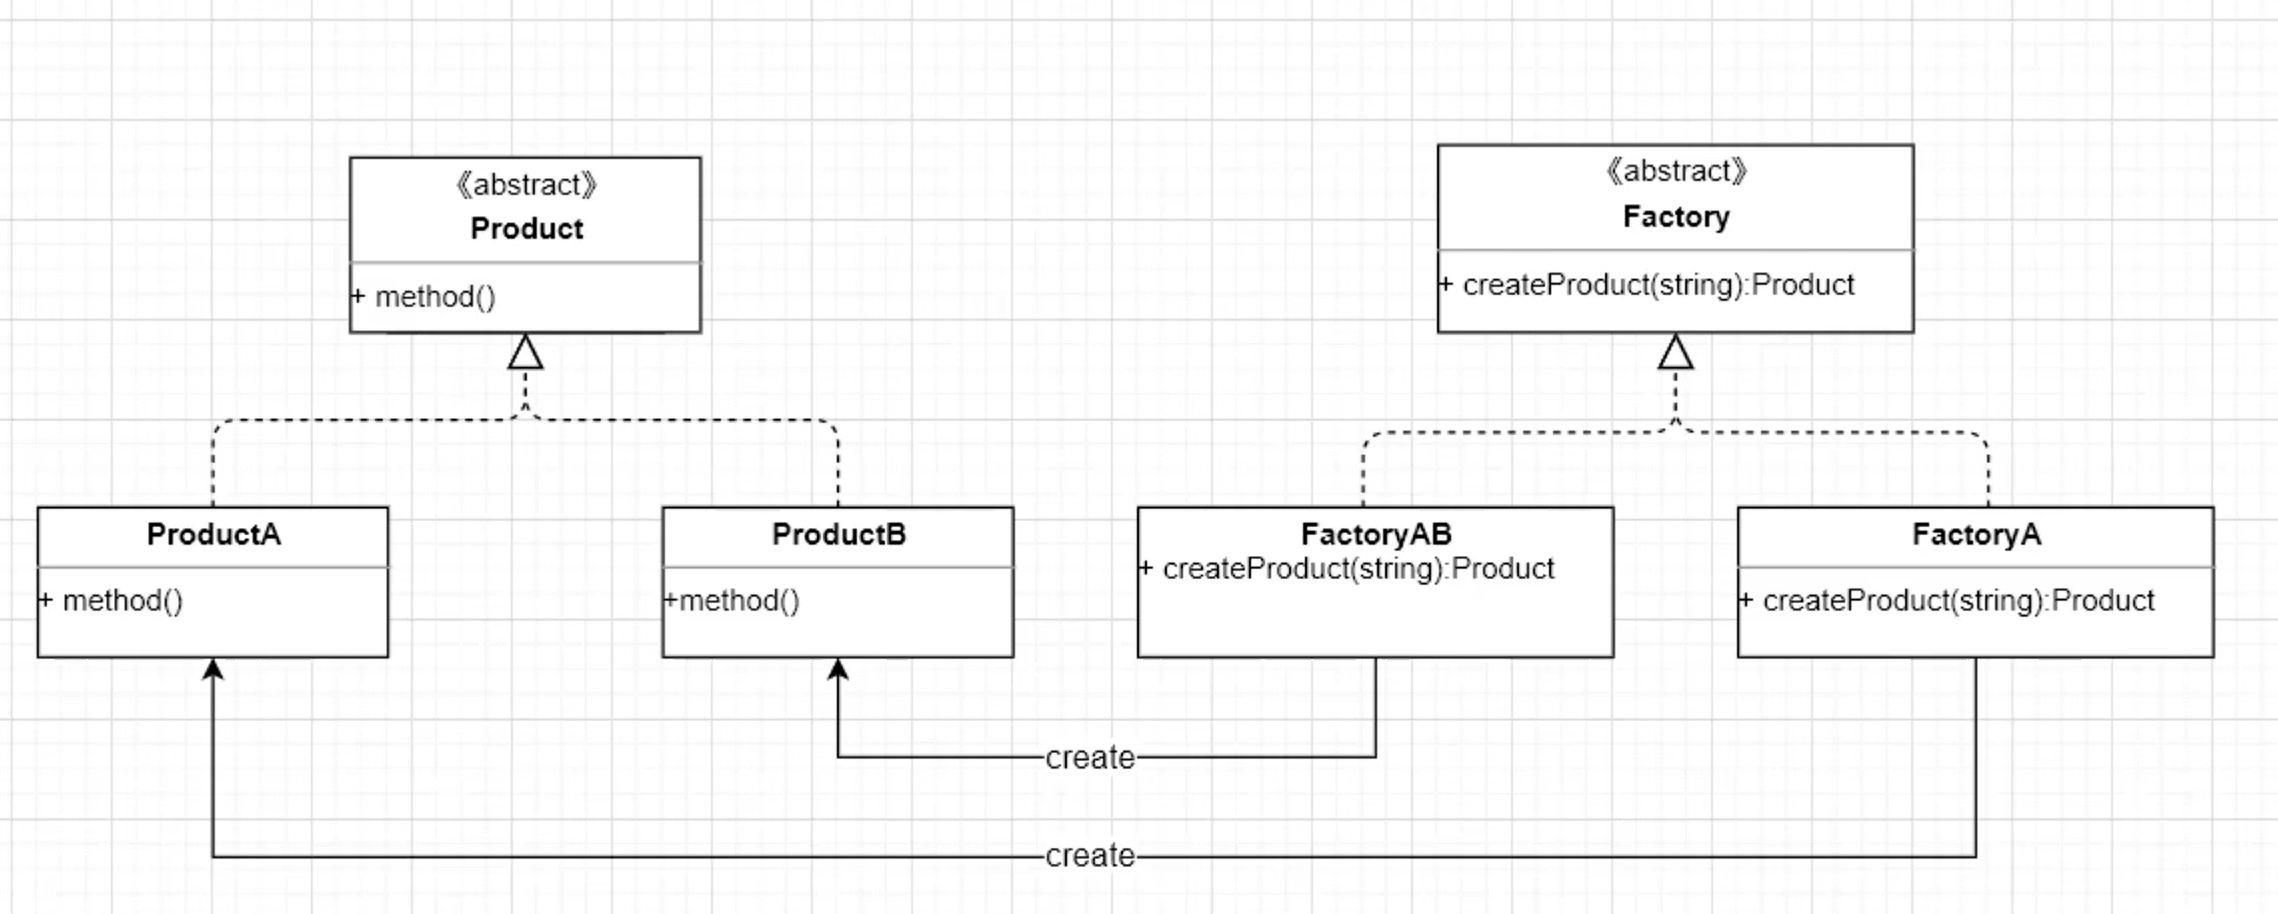 《abstract》
Product
+ method()
《abstract》
Factory
+ createProduct(string):Product
ProductA
+ method()
ProductB
+method()
FactoryAB
+ createProduct(string):Product
FactoryA
+ createProduct(string):Product
create
create